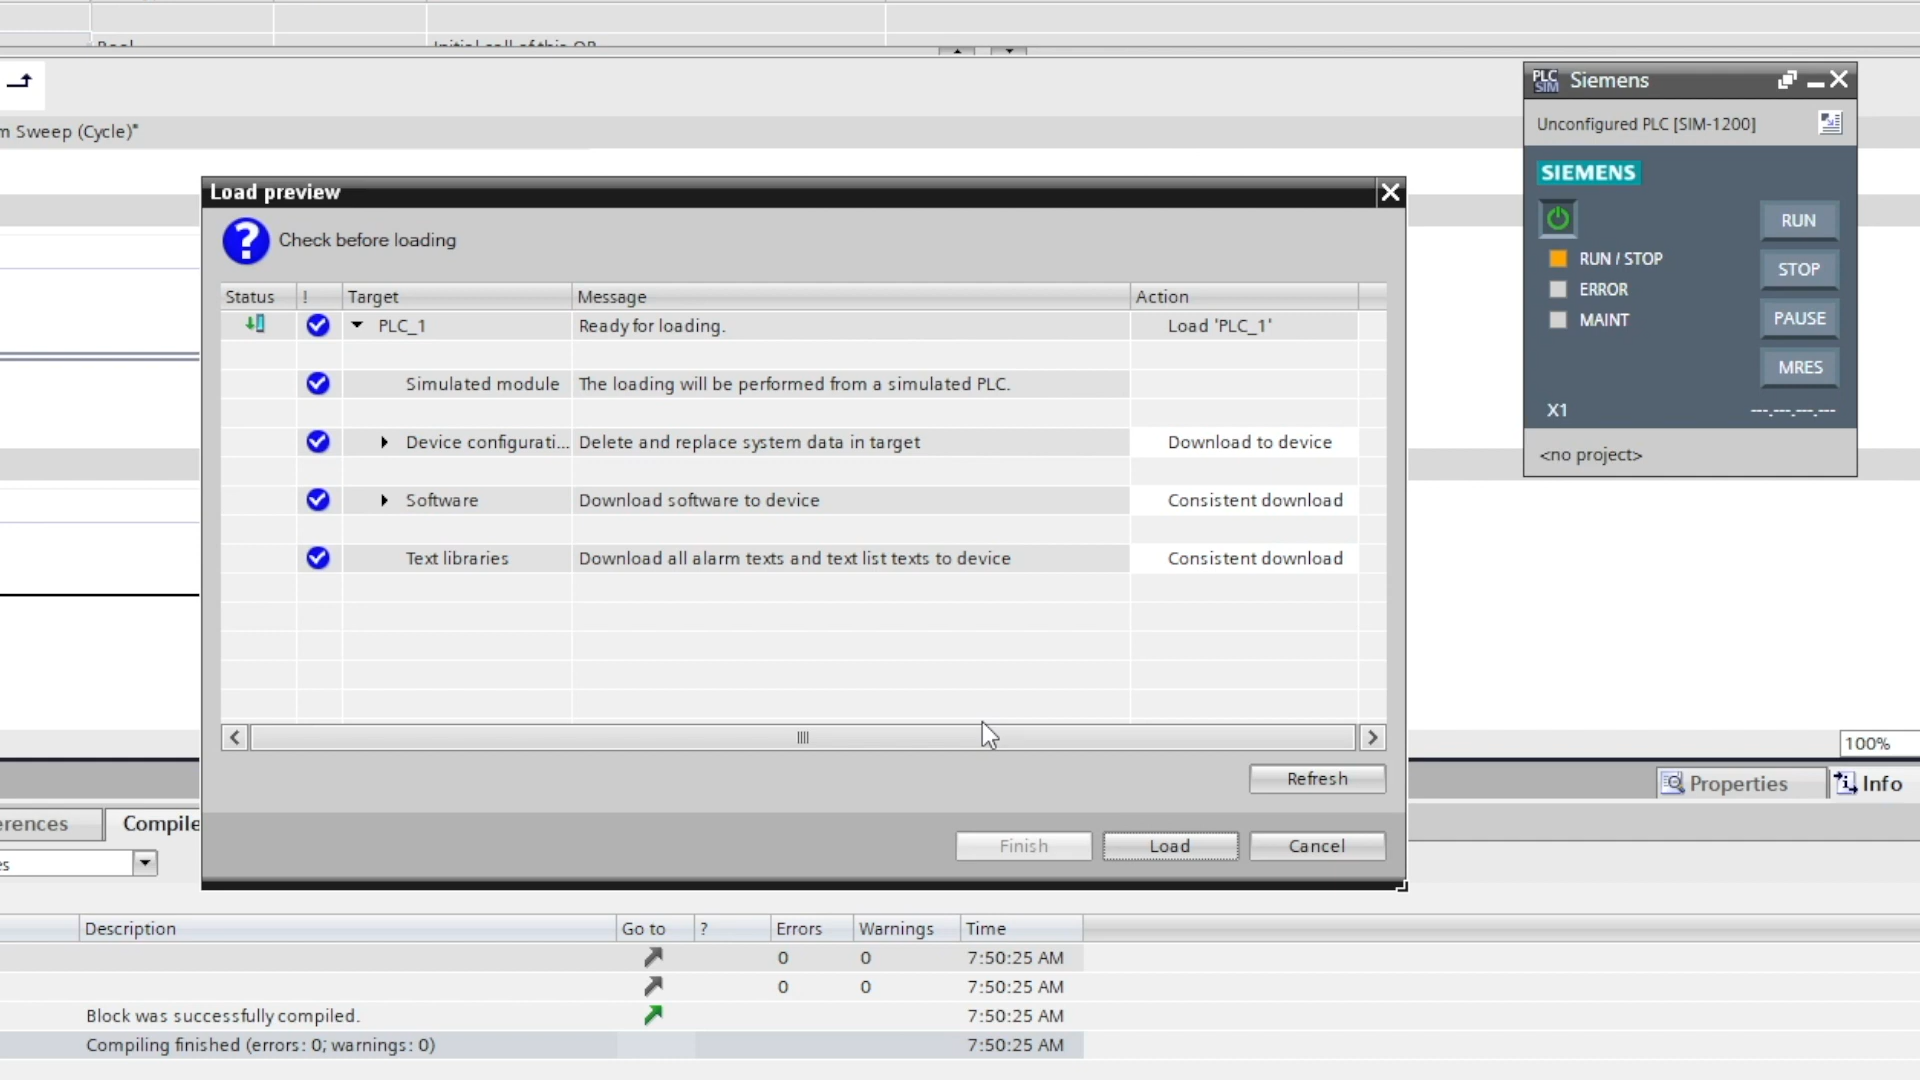 m Sweep (Cycle)"
PLC SIM Siemens
Unconfigured PLC [SIM-1200]
SIEMENS
RUN
RUN / STOP
STOP
ERROR
MAINT
PAUSE
MRES
X1 ---.---.---.---
<no project>
Load preview
Check before loading
Status ! Target Message Action
PLC_1 Ready for loading. Load 'PLC_1'
Simulated module The loading will be performed from a simulated PLC.
Device configurati... Delete and replace system data in target Download to device
Software Download software to device Consistent download
Text libraries Download all alarm texts and text list texts to device Consistent download
Refresh
Finish Load Cancel
100%
Properties Info
erences Compile
es
Description Go to ? Errors Warnings Time
0 0 7:50:25 AM
0 0 7:50:25 AM
Block was successfully compiled. 7:50:25 AM
Compiling finished (errors: 0; warnings: 0) 7:50:25 AM